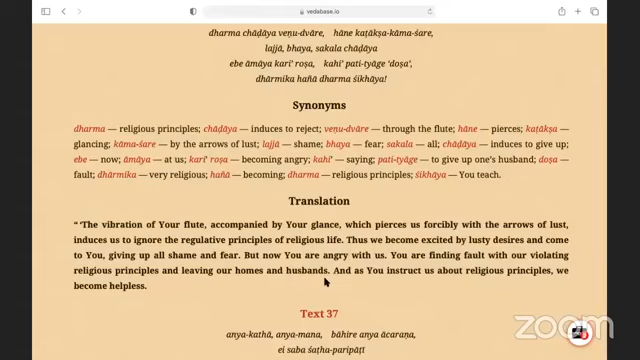 vedabase.io
dharma chāḍāya veṇu-dvāre, hāne kaṭākṣa-kāma-śare,
lajjā, bhaya, sakala chāḍāya
ebe āmāya kari’ roṣa, kahi’ pati-tyāge ‘doṣa’,
dhārmika hañā dharma śikhāya!
Synonyms
dharma — religious principles; chāḍāya — induces to reject; veṇu-dvāre — through the flute; hāne — pierces; kaṭākṣa —
glancing; kāma-śare — by the arrows of lust; lajjā — shame; bhaya — fear; sakala — all; chāḍāya — induces to give up;
ebe — now; āmāya — at us; kari’ roṣa — becoming angry; kahi’ — saying; pati-tyāge — to give up one’s husband; doṣa —
fault; dhārmika — very religious; hañā — becoming; dharma — religious principles; śikhāya — You teach.
Translation
“ ‘The vibration of Your flute, accompanied by Your glance, which pierces us forcibly with the arrows of lust,
induces us to ignore the regulative principles of religious life. Thus we become excited by lusty desires and come
to You, giving up all shame and fear. But now You are angry with us. You are finding fault with our violating
religious principles and leaving our homes and husbands. And as You instruct us about religious principles, we
become helpless.
Text 37
anya-kathā, anya-mana, bāhire anya ācaraṇa,
ei saba śaṭha-paripāṭī
zoom